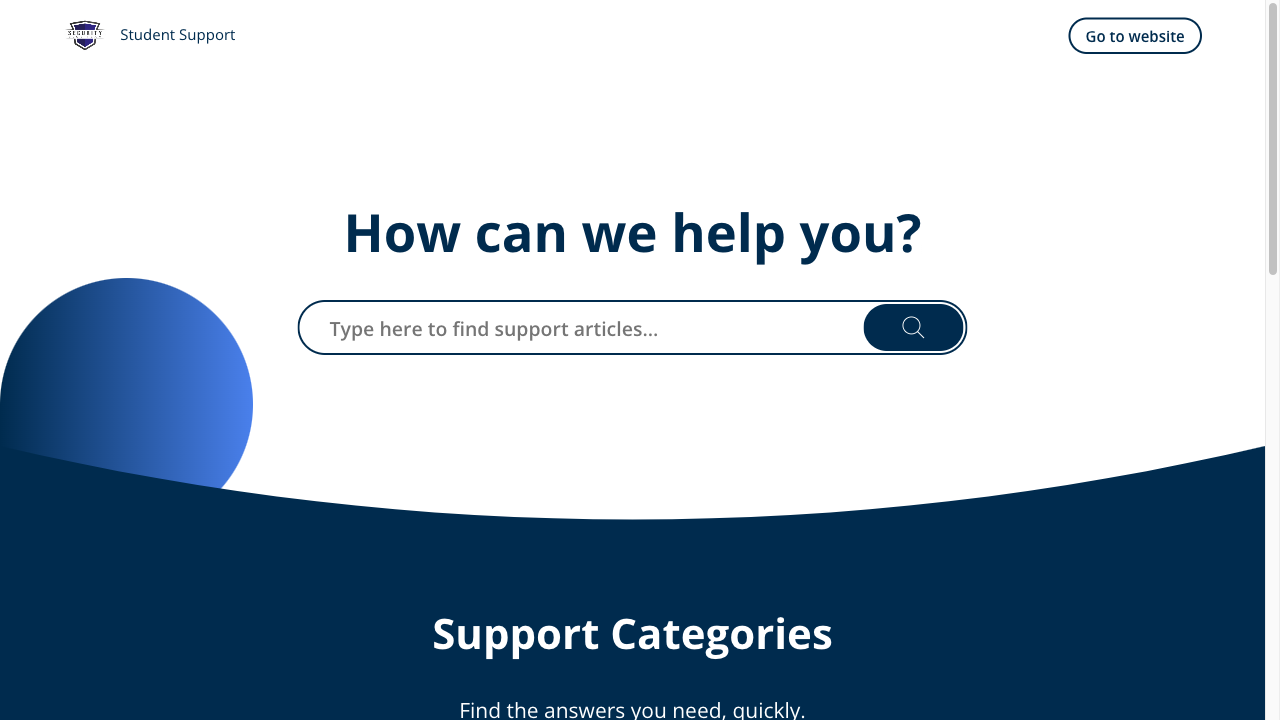 SECURITY
Student Support
Go to website
How can we help you?
Type here to find support articles...
Support Categories
Find the answers you need, quickly.